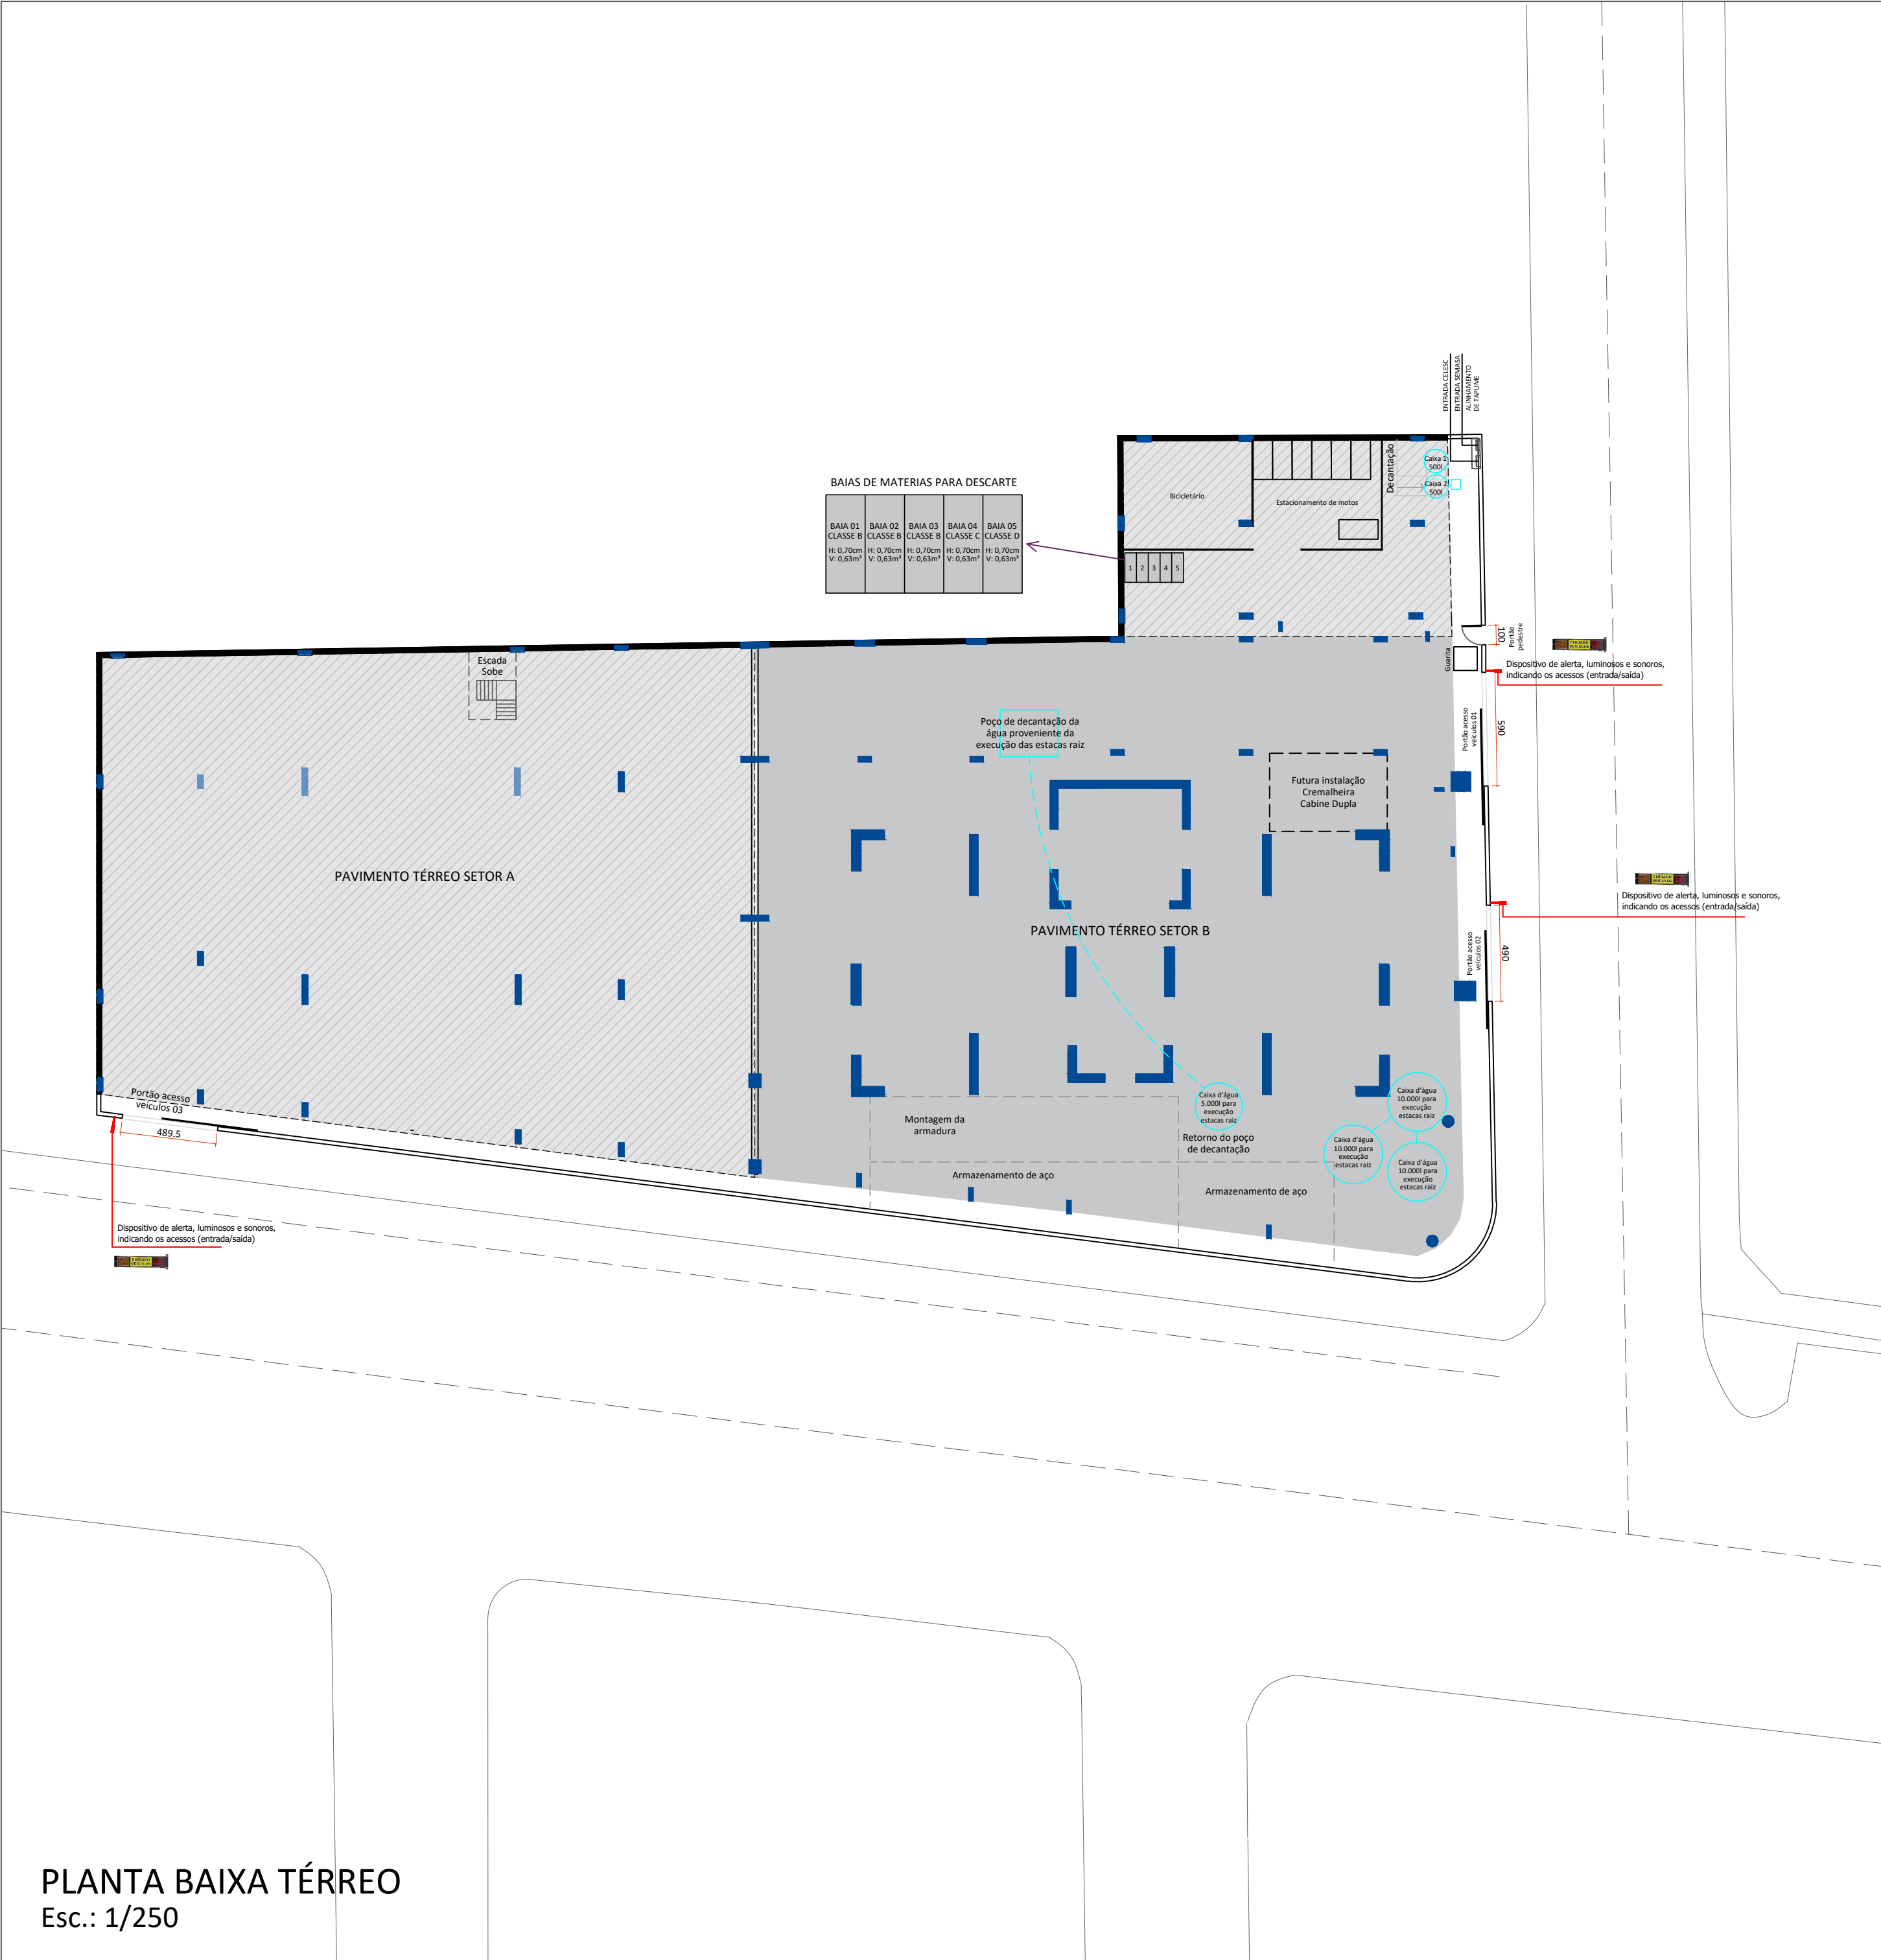 ENTRADA CELESC
ENTRADA SEMASA
ALINHAMENTO
DE TAPUME
BAIAS DE MATERIAS PARA DESCARTE
BAIA 01
CLASSE B
H: 0,70cm
V: 0,63m³
BAIA 02
CLASSE B
H: 0,70cm
V: 0,63m³
BAIA 03
CLASSE B
H: 0,70cm
V: 0,63m³
BAIA 04
CLASSE C
H: 0,70cm
V: 0,63m³
BAIA 05
CLASSE D
H: 0,70cm
V: 0,63m³
Bicicletário
Estacionamento de motos
Decantação
Caixa 1
500l
Caixa 2
500l
1 2 3 4 5
100
Portão
pedestre
Guarita
CUIDADO
VEÍCULOS
Dispositivo de alerta, luminosos e sonoros,
indicando os acessos (entrada/saída)
Escada
Sobe
Poço de decantação da
água proveniente da
execução das estacas raiz
Portão acesso
veículos 01
590
Futura instalação
Cremalheira
Cabine Dupla
PAVIMENTO TÉRREO SETOR A
CUIDADO
VEÍCULOS
Dispositivo de alerta, luminosos e sonoros,
indicando os acessos (entrada/saída)
PAVIMENTO TÉRREO SETOR B
Portão acesso
veículos 02
490
Portão acesso
veículos 03
489.5
Montagem da
armadura
Caixa d'água
5.000l para
execução
estacas raiz
Retorno do poço
de decantação
Caixa d'água
10.000l para
execução
estacas raiz
Caixa d'água
10.000l para
execução
estacas raiz
Caixa d'água
10.000l para
execução
estacas raiz
Armazenamento de aço
Armazenamento de aço
Dispositivo de alerta, luminosos e sonoros,
indicando os acessos (entrada/saída)
CUIDADO
VEÍCULOS
PLANTA BAIXA TÉRREO
Esc.: 1/250